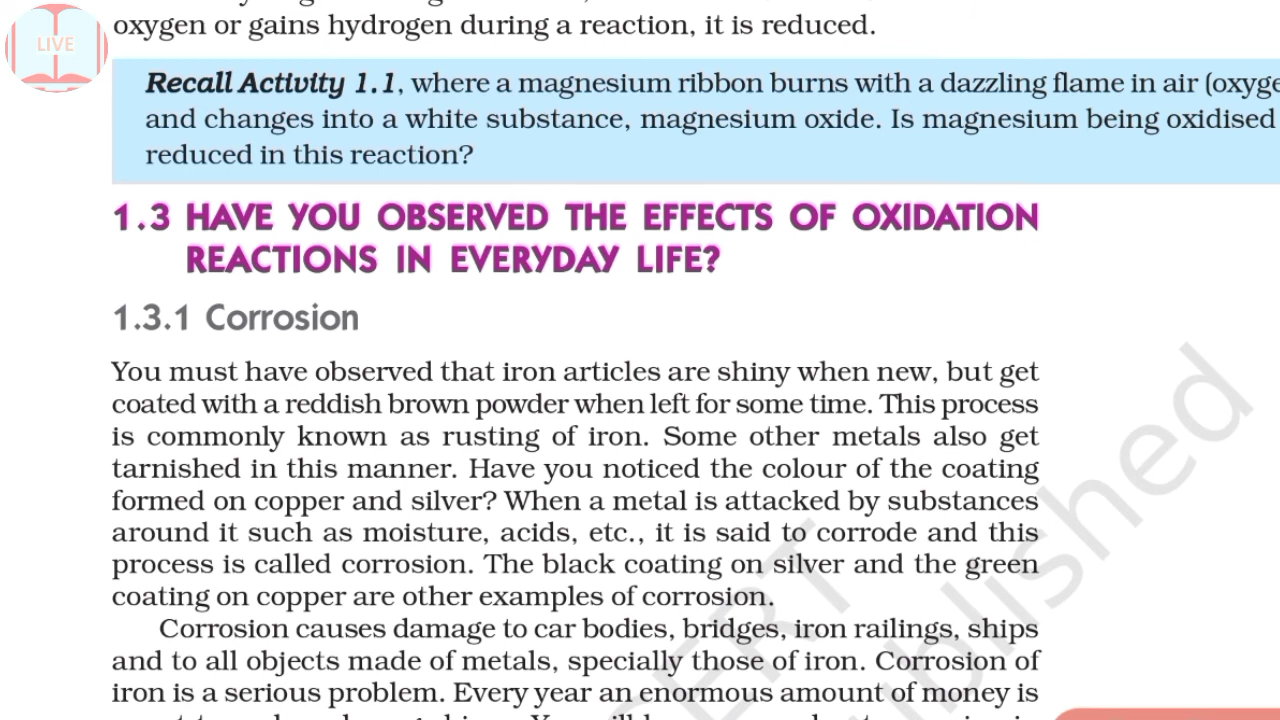 LIVE
oxygen or gains hydrogen during a reaction, it is reduced.
Recall Activity 1.1, where a magnesium ribbon burns with a dazzling flame in air (oxyge
and changes into a white substance, magnesium oxide. Is magnesium being oxidised
reduced in this reaction?
1.3 HAVE YOU OBSERVED THE EFFECTS OF OXIDATION
REACTIONS IN EVERYDAY LIFE?
1.3.1 Corrosion
You must have observed that iron articles are shiny when new, but get
coated with a reddish brown powder when left for some time. This process
is commonly known as rusting of iron. Some other metals also get
tarnished in this manner. Have you noticed the colour of the coating
formed on copper and silver? When a metal is attacked by substances
around it such as moisture, acids, etc., it is said to corrode and this
process is called corrosion. The black coating on silver and the green
coating on copper are other examples of corrosion.
Corrosion causes damage to car bodies, bridges, iron railings, ships
and to all objects made of metals, specially those of iron. Corrosion of
iron is a serious problem. Every year an enormous amount of money is
ERT
blished